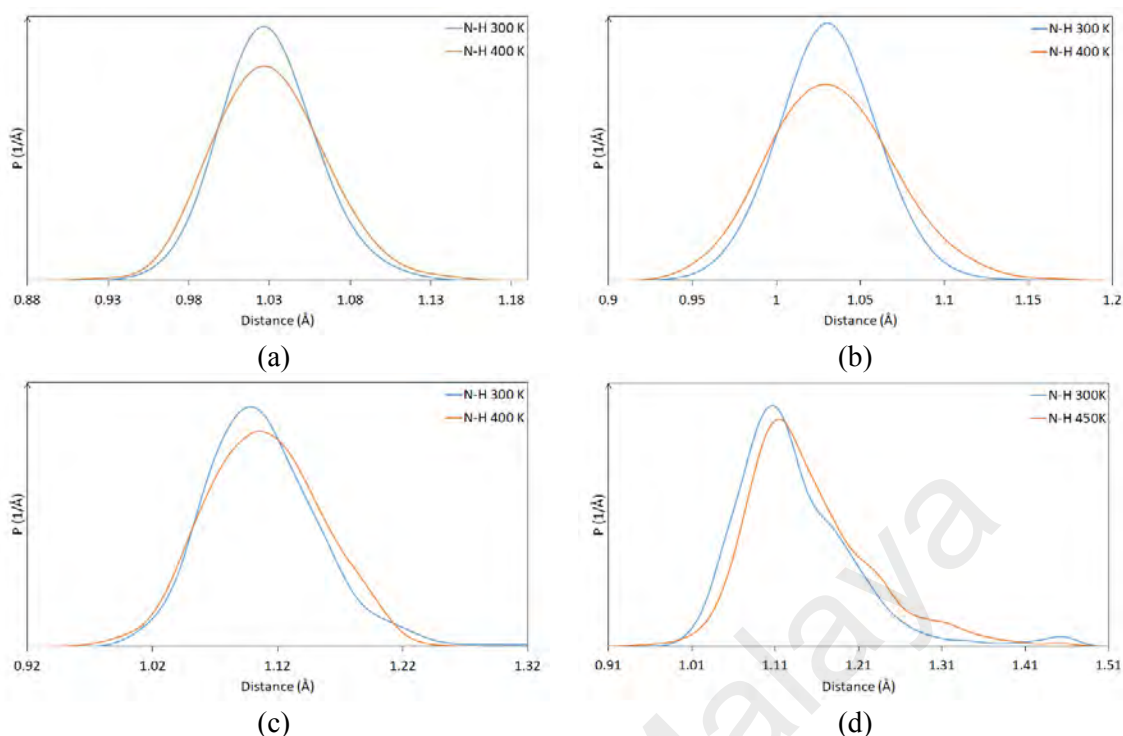 N-H 300 K
N-H 400 K
P (1/Å)
0.88 0.93 0.98 1.03 1.08 1.13 1.18
Distance (Å)
(a)
N-H 300 K
N-H 400 K
P (1/Å)
0.9 0.95 1 1.05 1.1 1.15 1.2
Distance (Å)
(b)
N-H 300 K
N-H 400 K
P (1/Å)
0.92 1.02 1.12 1.22 1.32
Distance (Å)
(c)
N-H 300K
N-H 450K
P (1/Å)
0.91 1.01 1.11 1.21 1.31 1.41 1.51
Distance (Å)
(d)
Malaya